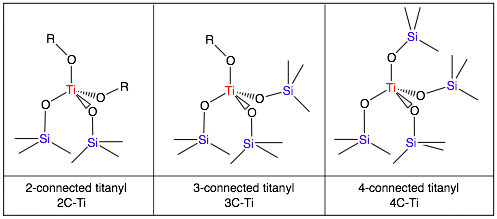 R
O
Ti
O
R
O
O
Si
Si
2-connected titanyl
2C-Ti
R
O
Ti
O
Si
O
O
Si
Si
3-connected titanyl
3C-Ti
Si
O
Ti
O
Si
O
O
Si
Si
4-connected titanyl
4C-Ti